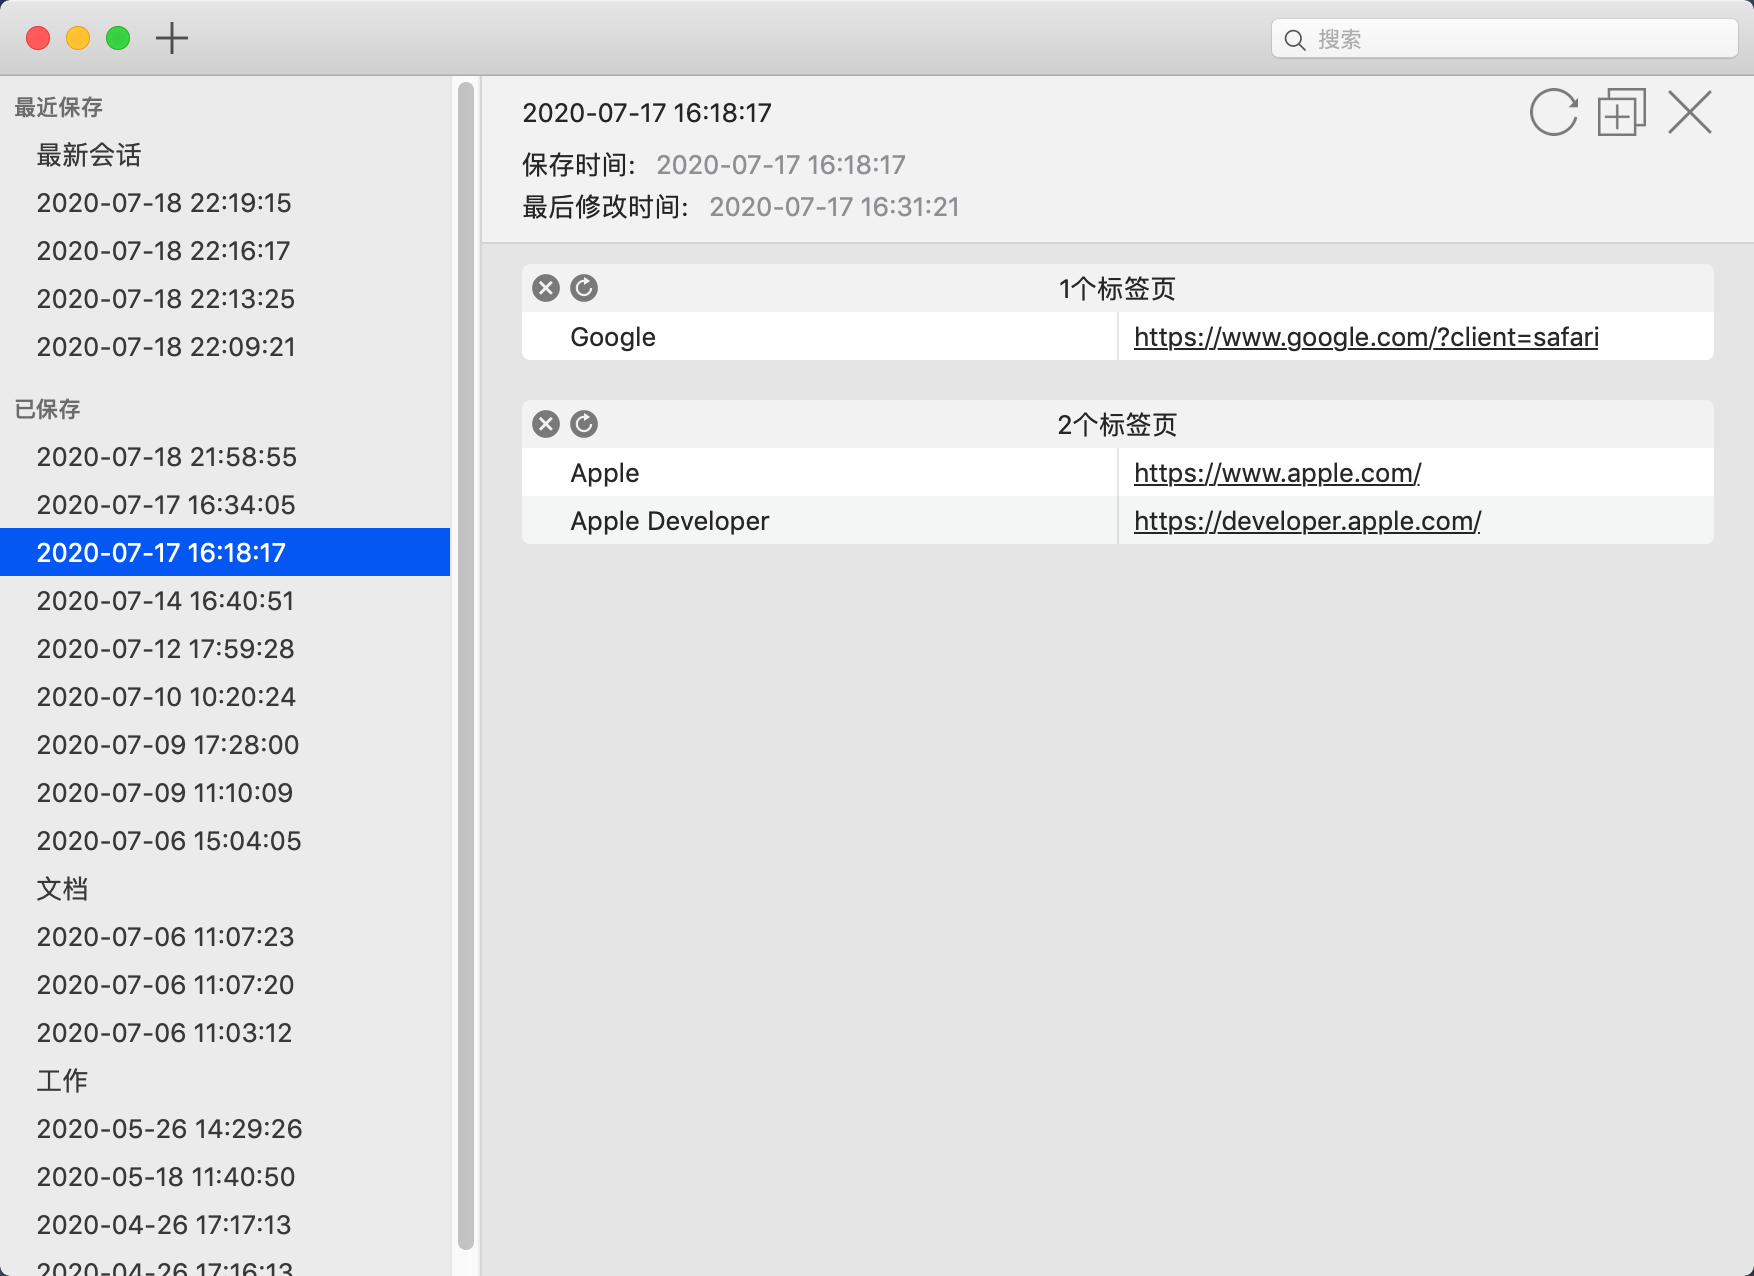 搜索
最近保存
最新会话
2020-07-18 22:19:15
2020-07-18 22:16:17
2020-07-18 22:13:25
2020-07-18 22:09:21
已保存
2020-07-18 21:58:55
2020-07-17 16:34:05
2020-07-17 16:18:17
2020-07-14 16:40:51
2020-07-12 17:59:28
2020-07-10 10:20:24
2020-07-09 17:28:00
2020-07-09 11:10:09
2020-07-06 15:04:05
文档
2020-07-06 11:07:23
2020-07-06 11:07:20
2020-07-06 11:03:12
工作
2020-05-26 14:29:26
2020-05-18 11:40:50
2020-04-26 17:17:13
2020-04-26 17:16:13
2020-07-17 16:18:17
保存时间: 2020-07-17 16:18:17
最后修改时间: 2020-07-17 16:31:21
1个标签页
Google https://www.google.com/?client=safari
2个标签页
Apple https://www.apple.com/
Apple Developer https://developer.apple.com/